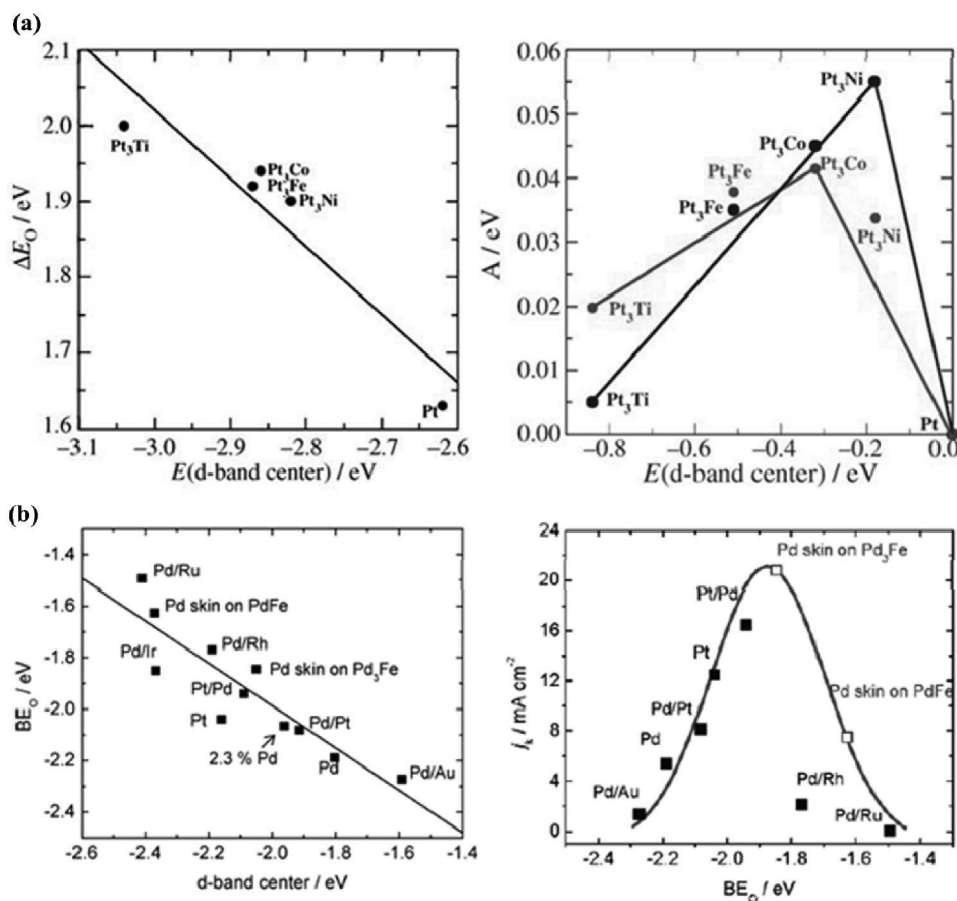 (a)
2.1
2.0
1.9
1.8
1.7
1.6
ΔE_O / eV
Pt₃Ti
Pt₃Co
Pt₃Fe
Pt₃Ni
Pt
−3.1 −3.0 −2.9 −2.8 −2.7 −2.6
E(d-band center) / eV
0.06
0.05
0.04
0.03
0.02
0.01
0.00
A / eV
Pt₃Ni
Pt₃Co
Pt₃Co
Pt₃Fe
Pt₃Fe
Pt₃Ni
Pt₃Ti
Pt₃Ti
Pt
−0.8 −0.6 −0.4 −0.2 0.0
E(d-band center) / eV
(b)
-1.4
-1.6
-1.8
-2.0
-2.2
-2.4
BE_O / eV
Pd/Ru
Pd skin on PdFe
Pd/Rh
Pd/Ir
Pd skin on Pd₃Fe
Pt/Pd
Pt
Pd/Pt
2.3 % Pd
Pd
Pd/Au
-2.6 -2.4 -2.2 -2.0 -1.8 -1.6 -1.4
d-band center / eV
24
20
16
12
8
4
0
j_k / mA cm⁻²
Pd skin on Pd₃Fe
Pt/Pd
Pt
Pd skin on PdFe
Pd/Pt
Pd
Pd/Rh
Pd/Au
Pd/Ru
-2.4 -2.2 -2.0 -1.8 -1.6 -1.4
BE_O / eV